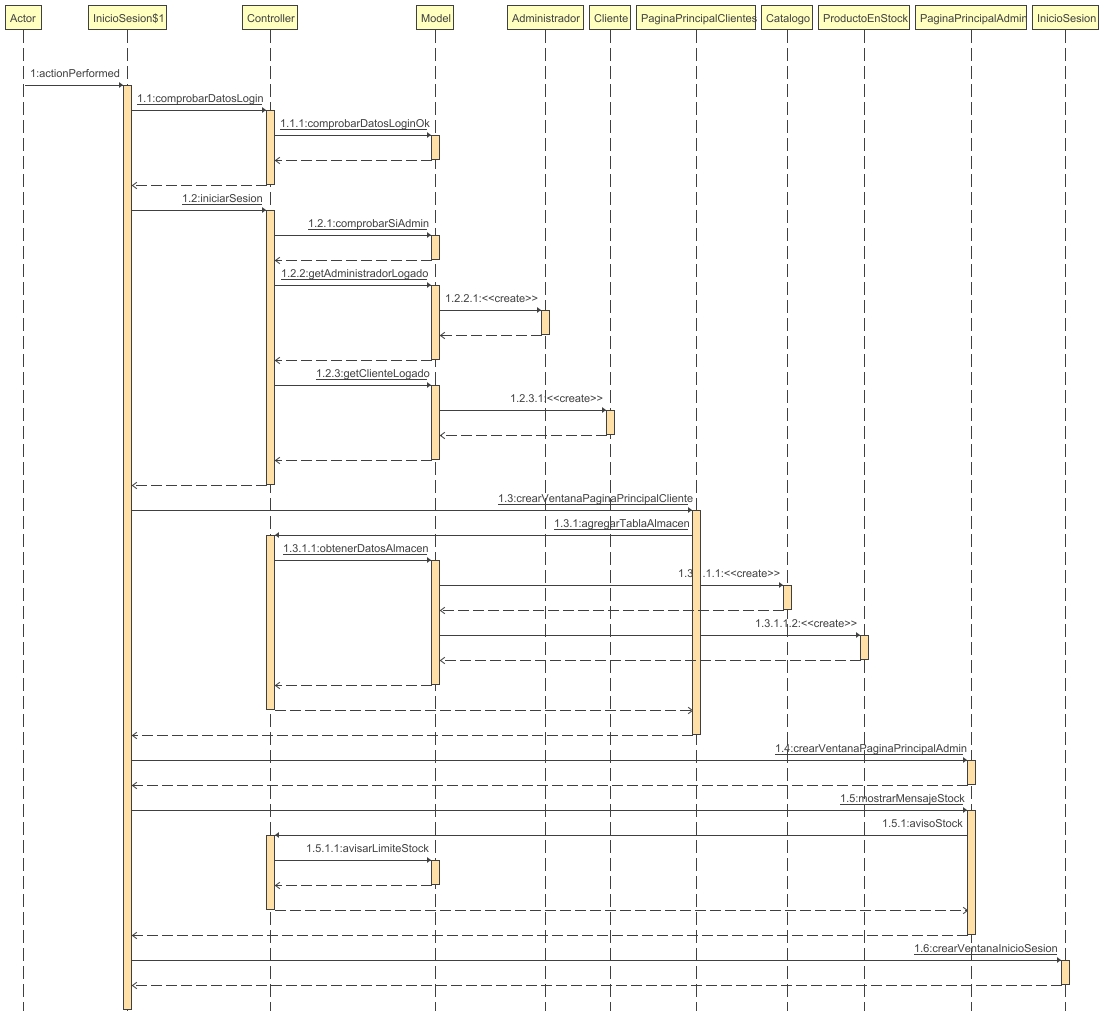 Actor
InicioSesion$1
Controller
Model
Administrador
Cliente
PaginaPrincipalClientes
Catalogo
ProductoEnStock
PaginaPrincipalAdmin
InicioSesion
1:actionPerformed
1.1:comprobarDatosLogin
1.1.1:comprobarDatosLoginOk
1.2:iniciarSesion
1.2.1:comprobarSiAdmin
1.2.2:getAdministradorLogado
1.2.2.1:<<create>>
1.2.3:getClienteLogado
1.2.3.1:<<create>>
1.3:crearVentanaPaginaPrincipalCliente
1.3.1:agregarTablaAlmacen
1.3.1.1:obtenerDatosAlmacen
1.3.1.1.1:<<create>>
1.3.1.1.2:<<create>>
1.4:crearVentanaPaginaPrincipalAdmin
1.5:mostrarMensajeStock
1.5.1:avisoStock
1.5.1.1:avisarLimiteStock
1.6:crearVentanaInicioSesion